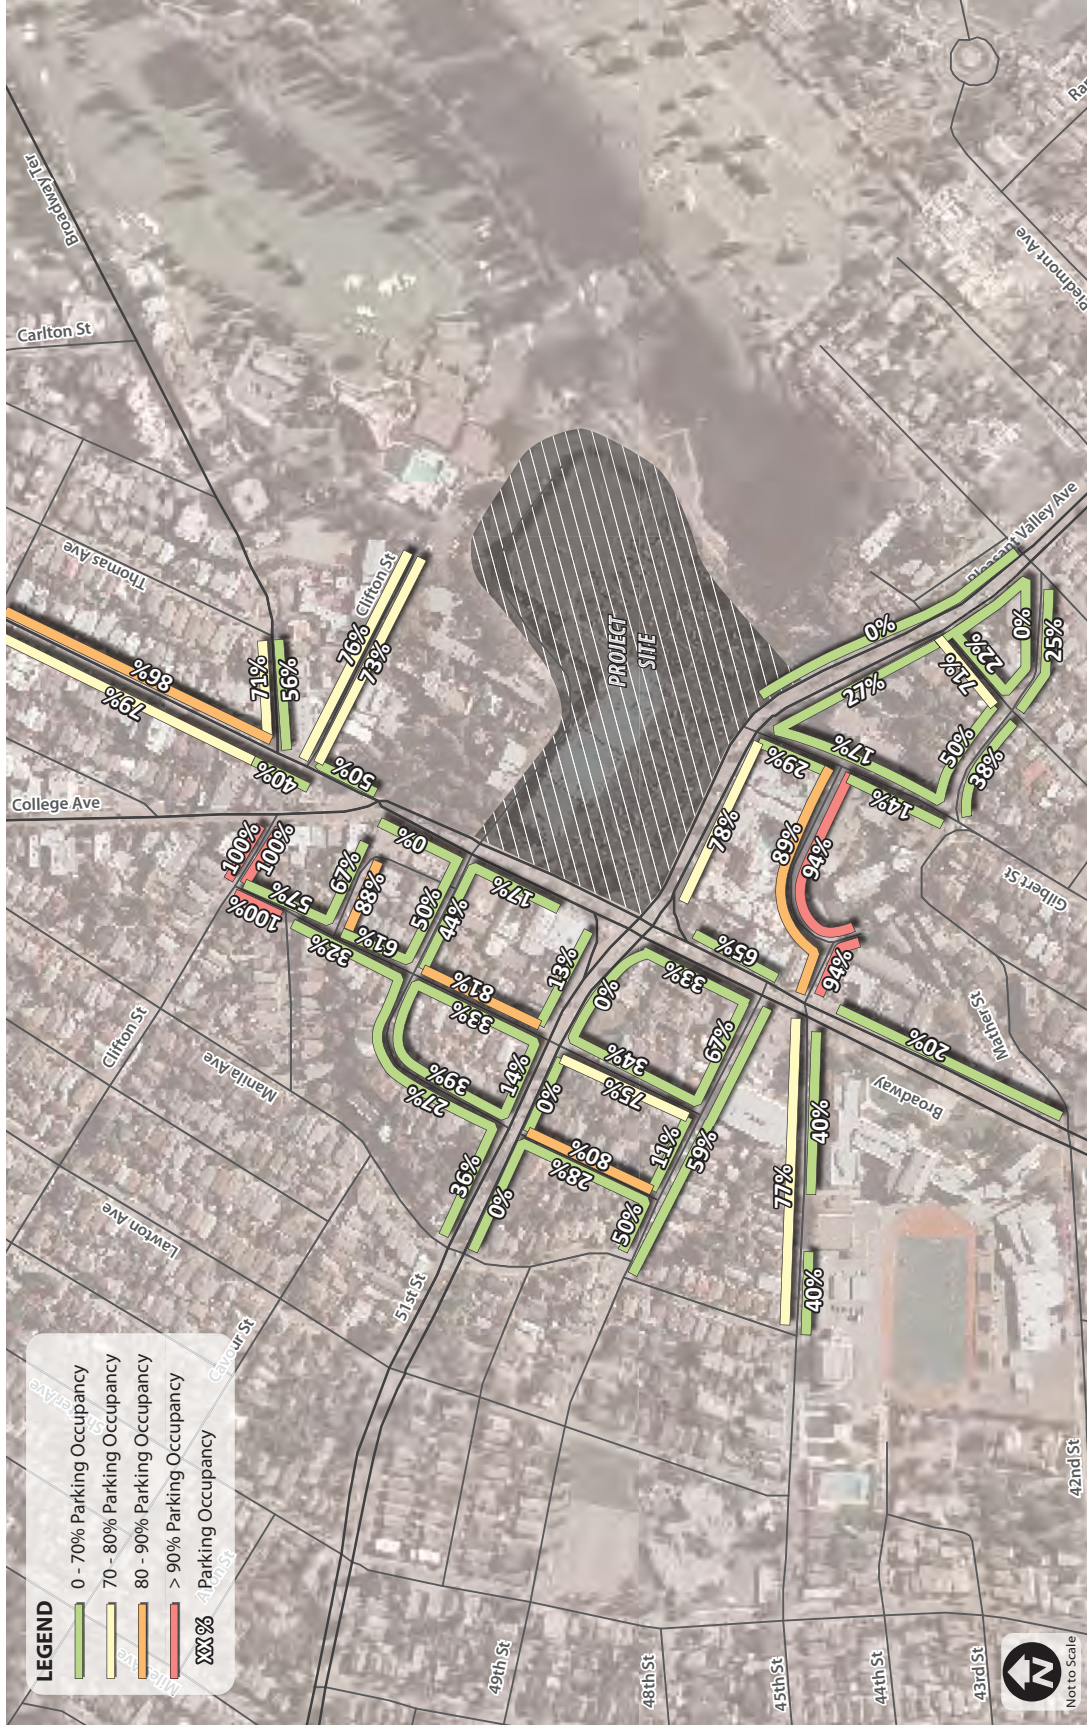 LEGEND
0 - 70% Parking Occupancy
70 - 80% Parking Occupancy
80 - 90% Parking Occupancy
> 90% Parking Occupancy
XX % Parking Occupancy
Broadway Ter
Carlton St
Thomas Ave
Clifton St
College Ave
PROJECT
SITE
Pleasant Valley Ave
Piedmont Ave
Gilbert St
Mather St
Broadway
Clifton St
Manila Ave
Lawton Ave
Cavour St
Shafter Ave
Miles Ave
51st St
49th St
48th St
45th St
44th St
43rd St
42nd St
79%
86%
71%
56%
76%
73%
40%
50%
100%
100%
100%
57%
67%
88%
61%
32%
0%
50%
44%
17%
81%
33%
13%
39%
27%
14%
36%
0%
0%
28%
80%
50%
11%
75%
34%
0%
33%
67%
59%
65%
78%
29%
89%
94%
94%
17%
14%
27%
0%
71%
22%
0%
25%
50%
38%
77%
40%
40%
20%
N
Not to Scale